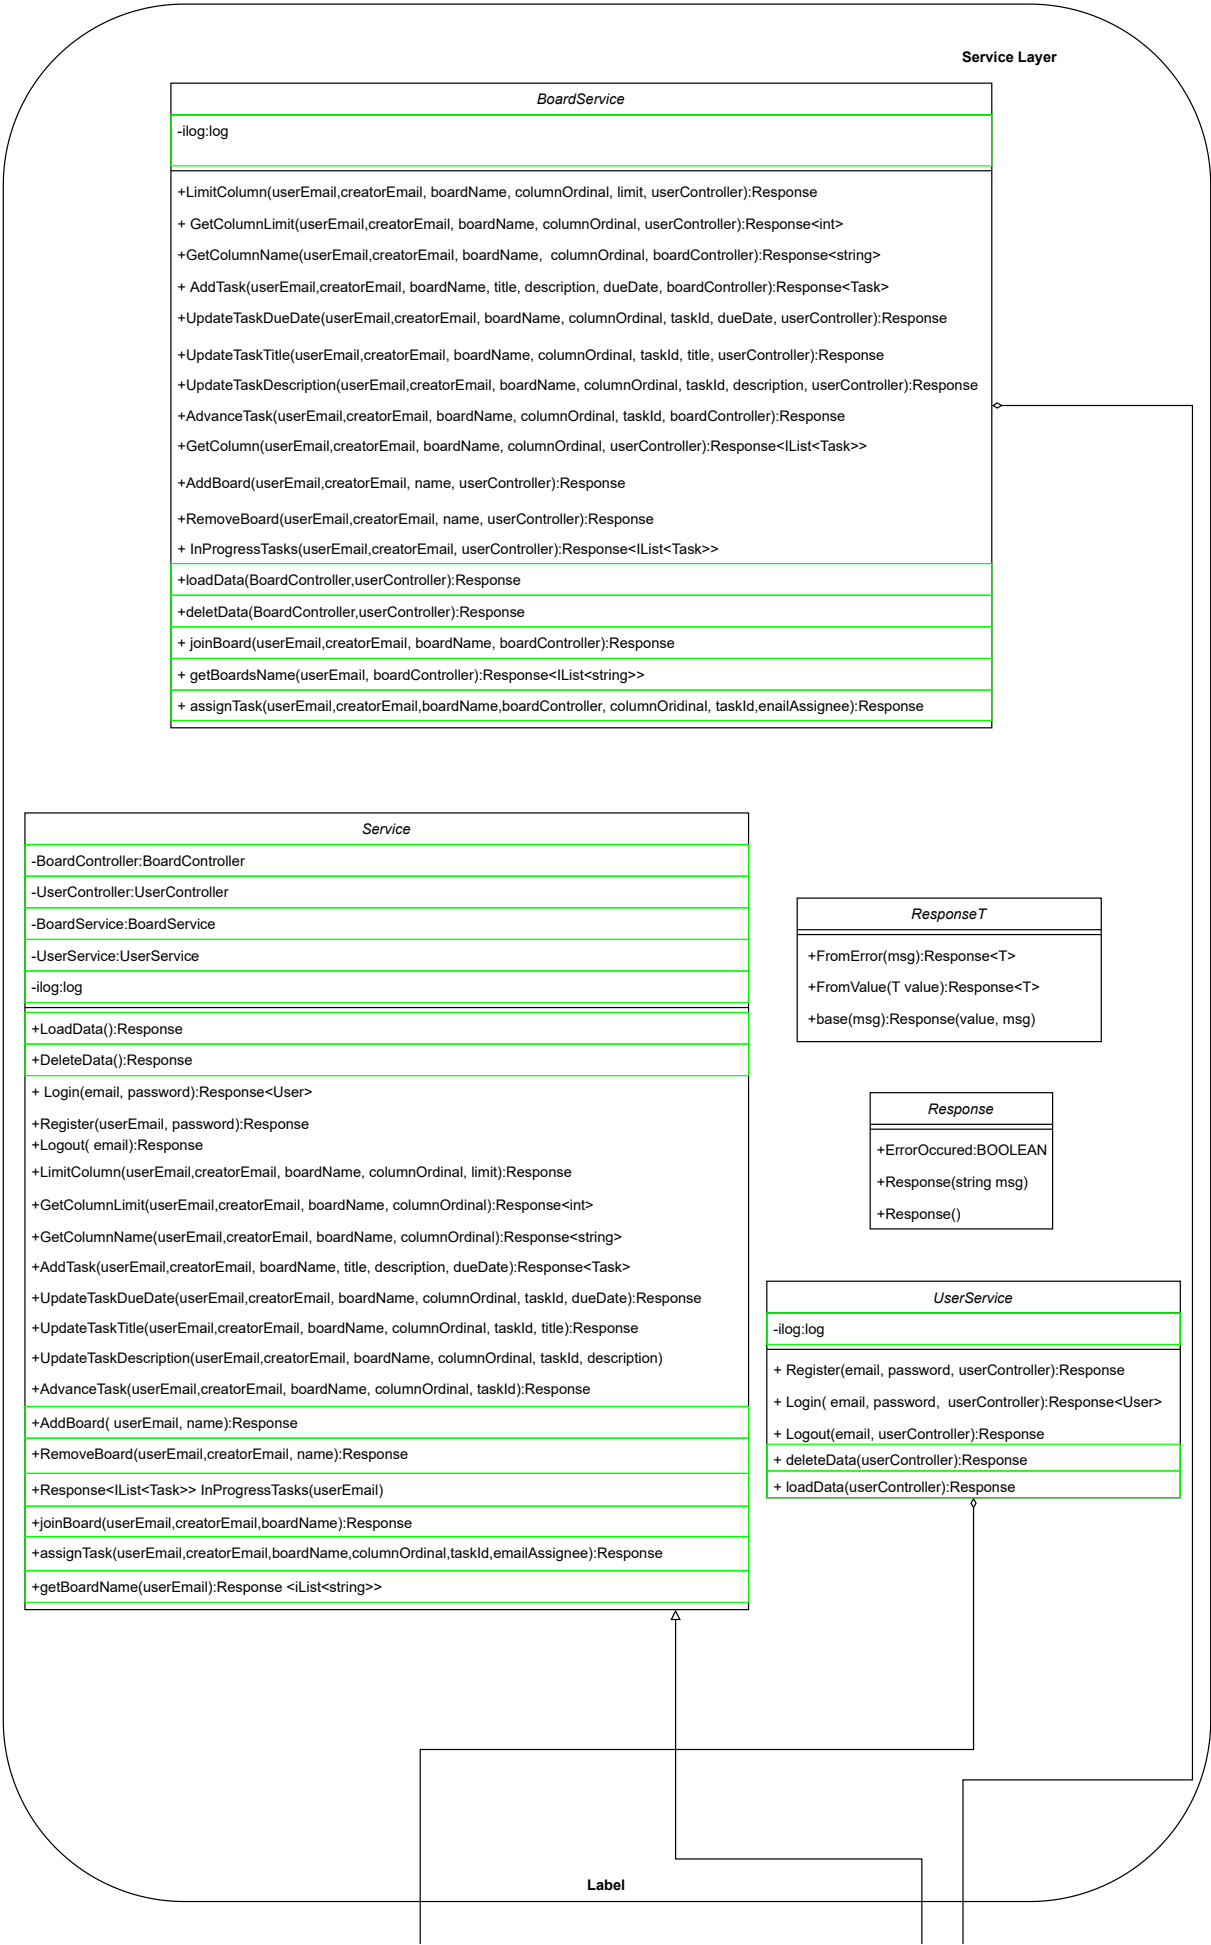 Service Layer
BoardService
-ilog:log
+LimitColumn(userEmail,creatorEmail, boardName, columnOrdinal, limit, userController):Response
+ GetColumnLimit(userEmail,creatorEmail, boardName, columnOrdinal, userController):Response<int>
+GetColumnName(userEmail,creatorEmail, boardName,  columnOrdinal, boardController):Response<string>
+ AddTask(userEmail,creatorEmail, boardName, title, description, dueDate, boardController):Response<Task>
+UpdateTaskDueDate(userEmail,creatorEmail, boardName, columnOrdinal, taskId, dueDate, userController):Response
+UpdateTaskTitle(userEmail,creatorEmail, boardName, columnOrdinal, taskId, title, userController):Response
+UpdateTaskDescription(userEmail,creatorEmail, boardName, columnOrdinal, taskId, description, userController):Response
+AdvanceTask(userEmail,creatorEmail, boardName, columnOrdinal, taskId, boardController):Response
+GetColumn(userEmail,creatorEmail, boardName, columnOrdinal, userController):Response<IList<Task>>
+AddBoard(userEmail,creatorEmail, name, userController):Response
+RemoveBoard(userEmail,creatorEmail, name, userController):Response
+ InProgressTasks(userEmail,creatorEmail, userController):Response<IList<Task>>
+loadData(BoardController,userController):Response
+deletData(BoardController,userController):Response
+ joinBoard(userEmail,creatorEmail, boardName, boardController):Response
+ getBoardsName(userEmail, boardController):Response<IList<string>>
+ assignTask(userEmail,creatorEmail,boardName,boardController, columnOridinal, taskId,enailAssignee):Response
Service
-BoardController:BoardController
-UserController:UserController
-BoardService:BoardService
-UserService:UserService
-ilog:log
+LoadData():Response
+DeleteData():Response
+ Login(email, password):Response<User>
+Register(userEmail, password):Response
+Logout( email):Response
+LimitColumn(userEmail,creatorEmail, boardName, columnOrdinal, limit):Response
+GetColumnLimit(userEmail,creatorEmail, boardName, columnOrdinal):Response<int>
+GetColumnName(userEmail,creatorEmail, boardName, columnOrdinal):Response<string>
+AddTask(userEmail,creatorEmail, boardName, title, description, dueDate):Response<Task>
+UpdateTaskDueDate(userEmail,creatorEmail, boardName, columnOrdinal, taskId, dueDate):Response
+UpdateTaskTitle(userEmail,creatorEmail, boardName, columnOrdinal, taskId, title):Response
+UpdateTaskDescription(userEmail,creatorEmail, boardName, columnOrdinal, taskId, description)
+AdvanceTask(userEmail,creatorEmail, boardName, columnOrdinal, taskId):Response
+AddBoard( userEmail, name):Response
+RemoveBoard(userEmail,creatorEmail, name):Response
+Response<IList<Task>> InProgressTasks(userEmail)
+joinBoard(userEmail,creatorEmail,boardName):Response
+assignTask(userEmail,creatorEmail,boardName,columnOrdinal,taskId,emailAssignee):Response
+getBoardName(userEmail):Response <iList<string>>
ResponseT
+FromError(msg):Response<T>
+FromValue(T value):Response<T>
+base(msg):Response(value, msg)
Response
+ErrorOccured:BOOLEAN
+Response(string msg)
+Response()
UserService
-ilog:log
+ Register(email, password, userController):Response
+ Login( email, password,  userController):Response<User>
+ Logout(email, userController):Response
+ deleteData(userController):Response
+ loadData(userController):Response
Label